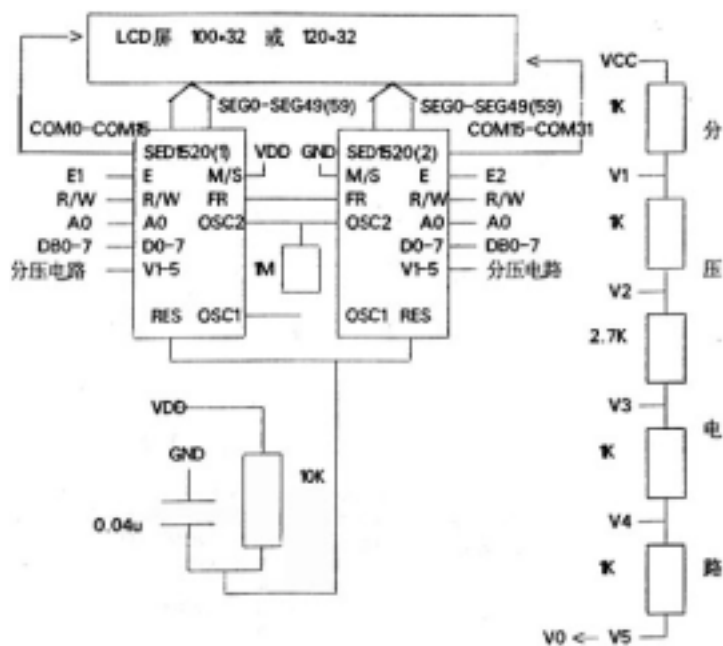 LCD屏 100*32 或 120*32
SEG0-SEG49(59)
SEG0-SEG49(59)
COM0-COM15
COM15-COM31
SED1520(1)
VDD
GND
SED1520(2)
E1
E
M/S
M/S
E
E2
R/W
R/W
FR
FR
R/W
R/W
A0
A0
OSC2
OSC2
A0
A0
DB0-7
D0-7
D0-7
DB0-7
分压电路
V1-5
1M
V1-5
分压电路
RES
OSC1
OSC1
RES
VDD
GND
10K
0.04u
VCC
1K
V1
1K
V2
2.7K
V3
1K
V4
1K
V0
V5
分
压
电
路